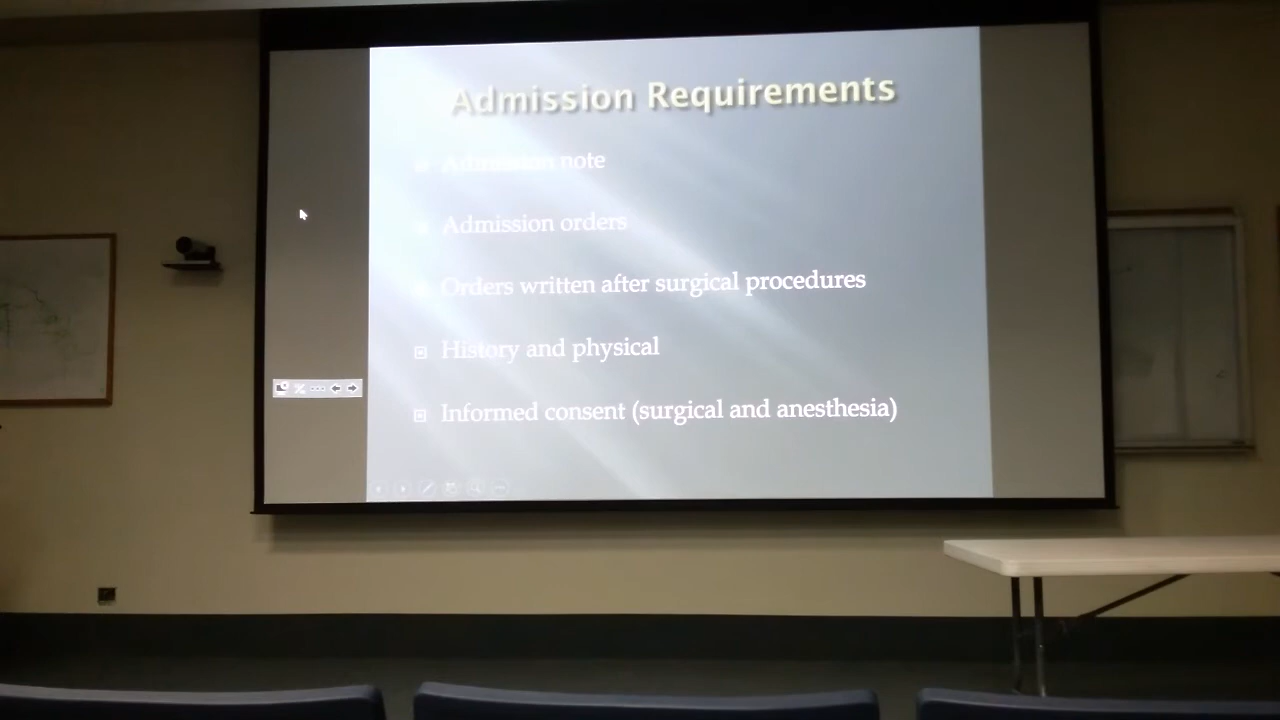 Admission Requirements
Admission note
Admission orders
Orders written after surgical procedures
History and physical
Informed consent (surgical and anesthesia)